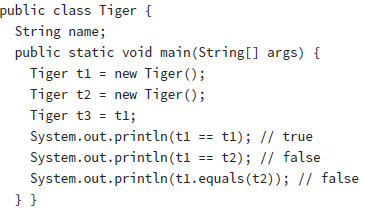 public class Tiger {
  String name;
  public static void main(String[] args) {
    Tiger t1 = new Tiger();
    Tiger t2 = new Tiger();
    Tiger t3 = t1;
    System.out.println(t1 == t1); // true
    System.out.println(t1 == t2); // false
    System.out.println(t1.equals(t2)); // false
  } }